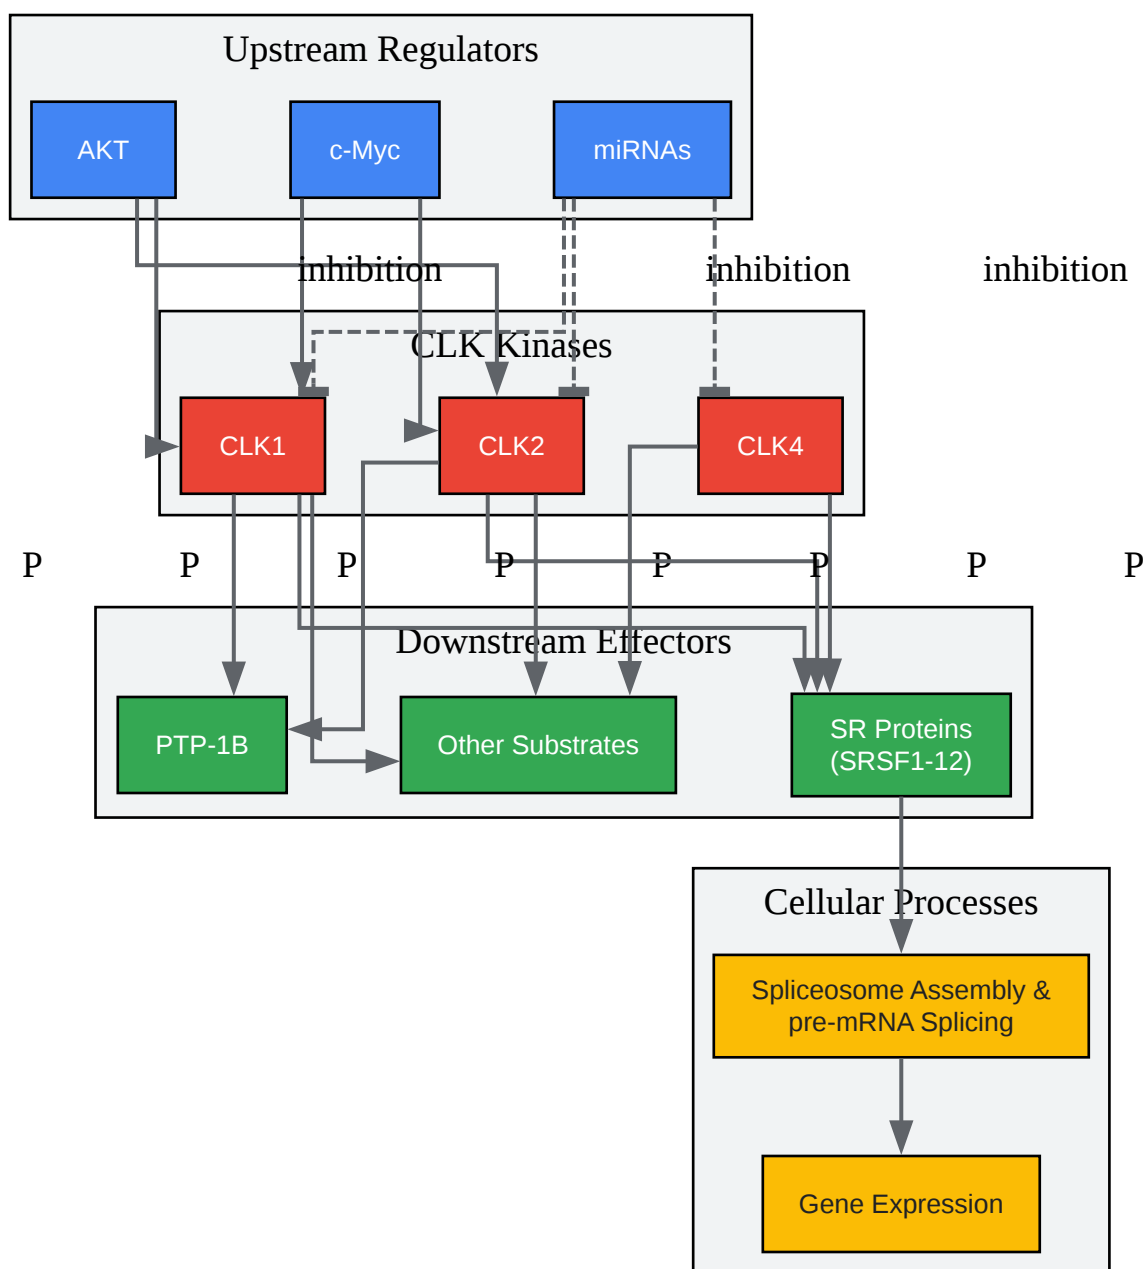 Upstream Regulators
AKT
c-Myc
miRNAs
inhibition
inhibition
inhibition
CLK Kinases
CLK1
CLK2
CLK4
P
P
P
P
P
P
P
P
Downstream Effectors
PTP-1B
Other Substrates
SR Proteins
(SRSF1-12)
Cellular Processes
Spliceosome Assembly &
pre-mRNA Splicing
Gene Expression